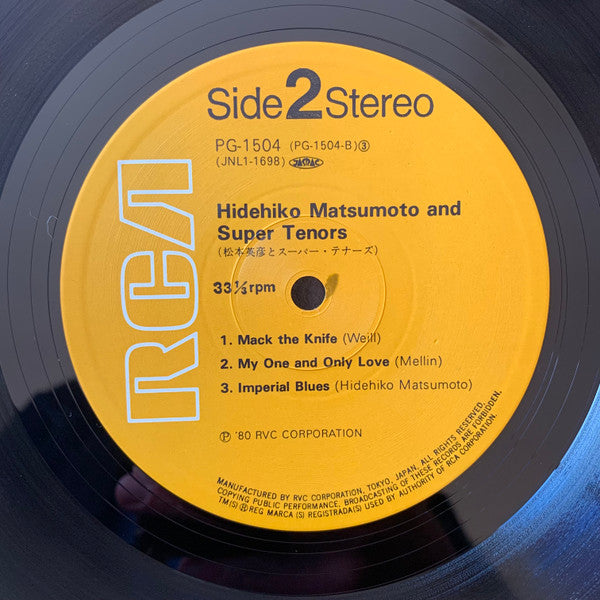 Side 2 Stereo
PG-1504 (PG-1504-B)③
(JNL1-1698) JASRAC
RCA
Hidehiko Matsumoto and
Super Tenors
(松本英彦とスーパー・テナーズ)
33⅓rpm
1. Mack the Knife (Weill)
2. My One and Only Love (Mellin)
3. Imperial Blues (Hidehiko Matsumoto)
Ⓟ '80 RVC CORPORATION
MANUFACTURED BY RVC CORPORATION, TOKYO, JAPAN. ALL RIGHTS RESERVED.
COPYING PUBLIC PERFORMANCE, BROADCASTING OF THESE RECORDS ARE FORBIDDEN.
TM(S) ® REG MARCA (S) REGISTRADA(S) USED BY AUTHORITY OF RCA CORPORATION.